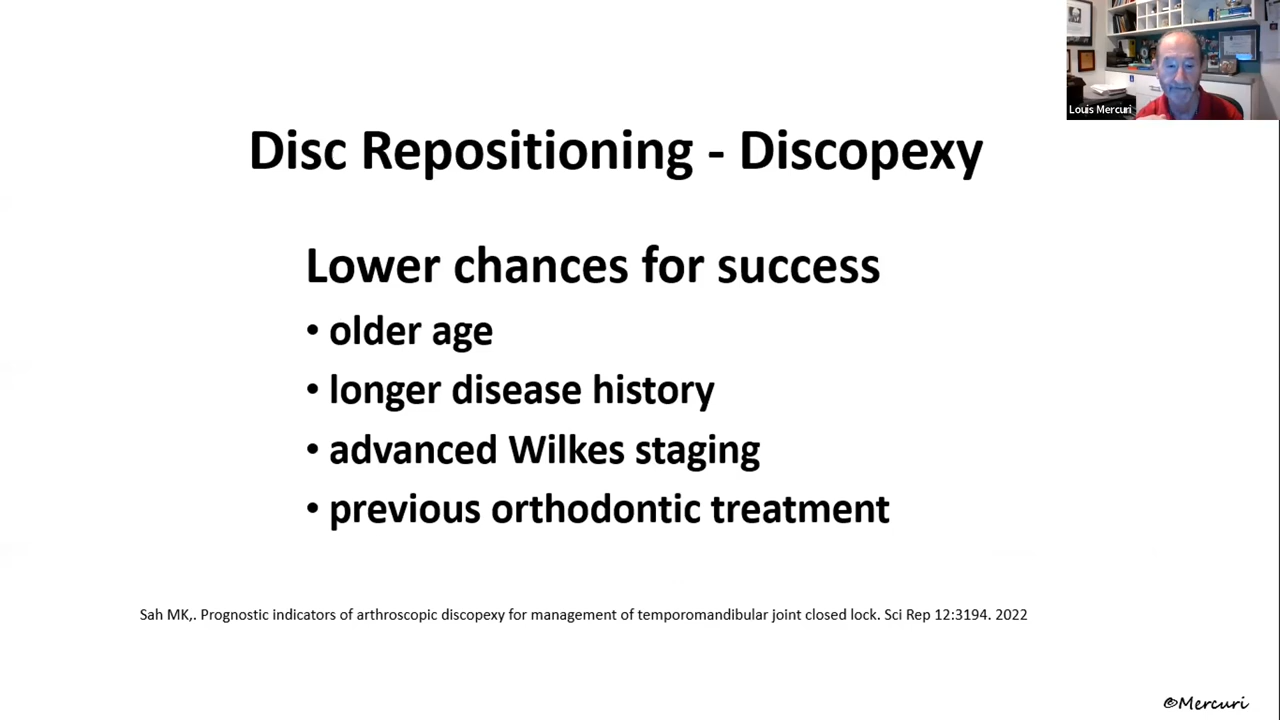 Louis Mercuri
Disc Repositioning - Discopexy
Lower chances for success
• older age
• longer disease history
• advanced Wilkes staging
• previous orthodontic treatment
Sah MK,. Prognostic indicators of arthroscopic discopexy for management of temporomandibular joint closed lock. Sci Rep 12:3194. 2022
©Mercuri